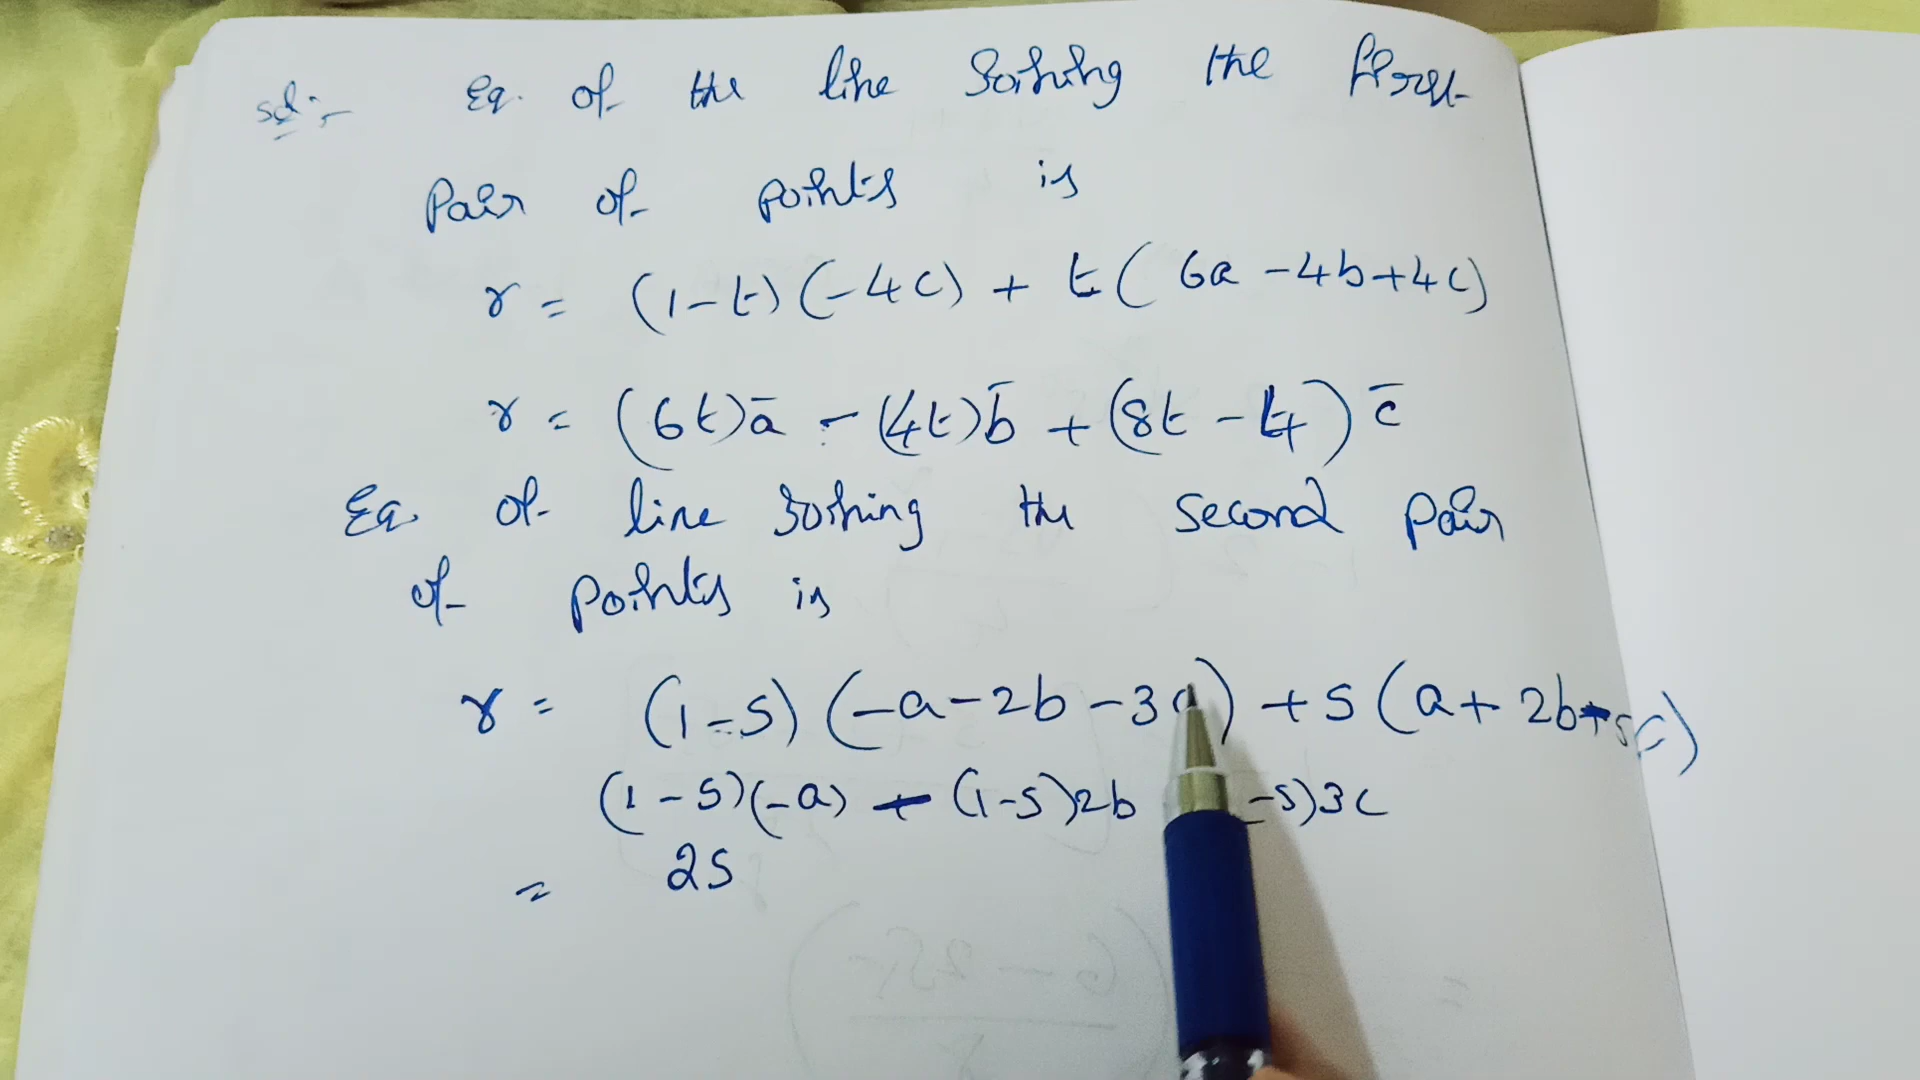 Sol:- Eq. of the line Joining the first
Pair of points is
r = (1-t)(-4c) + t(6a-4b+4c)
r = (6t)a̅ - (4t)b̅ + (8t-4)c̅
Eq. of line Joining the second pair
of points is
r = (1-s)(-a-2b-3c) + s(a+2b-5c)
(1-s)(-a) - (1-s)2b -s)3c
= 2s